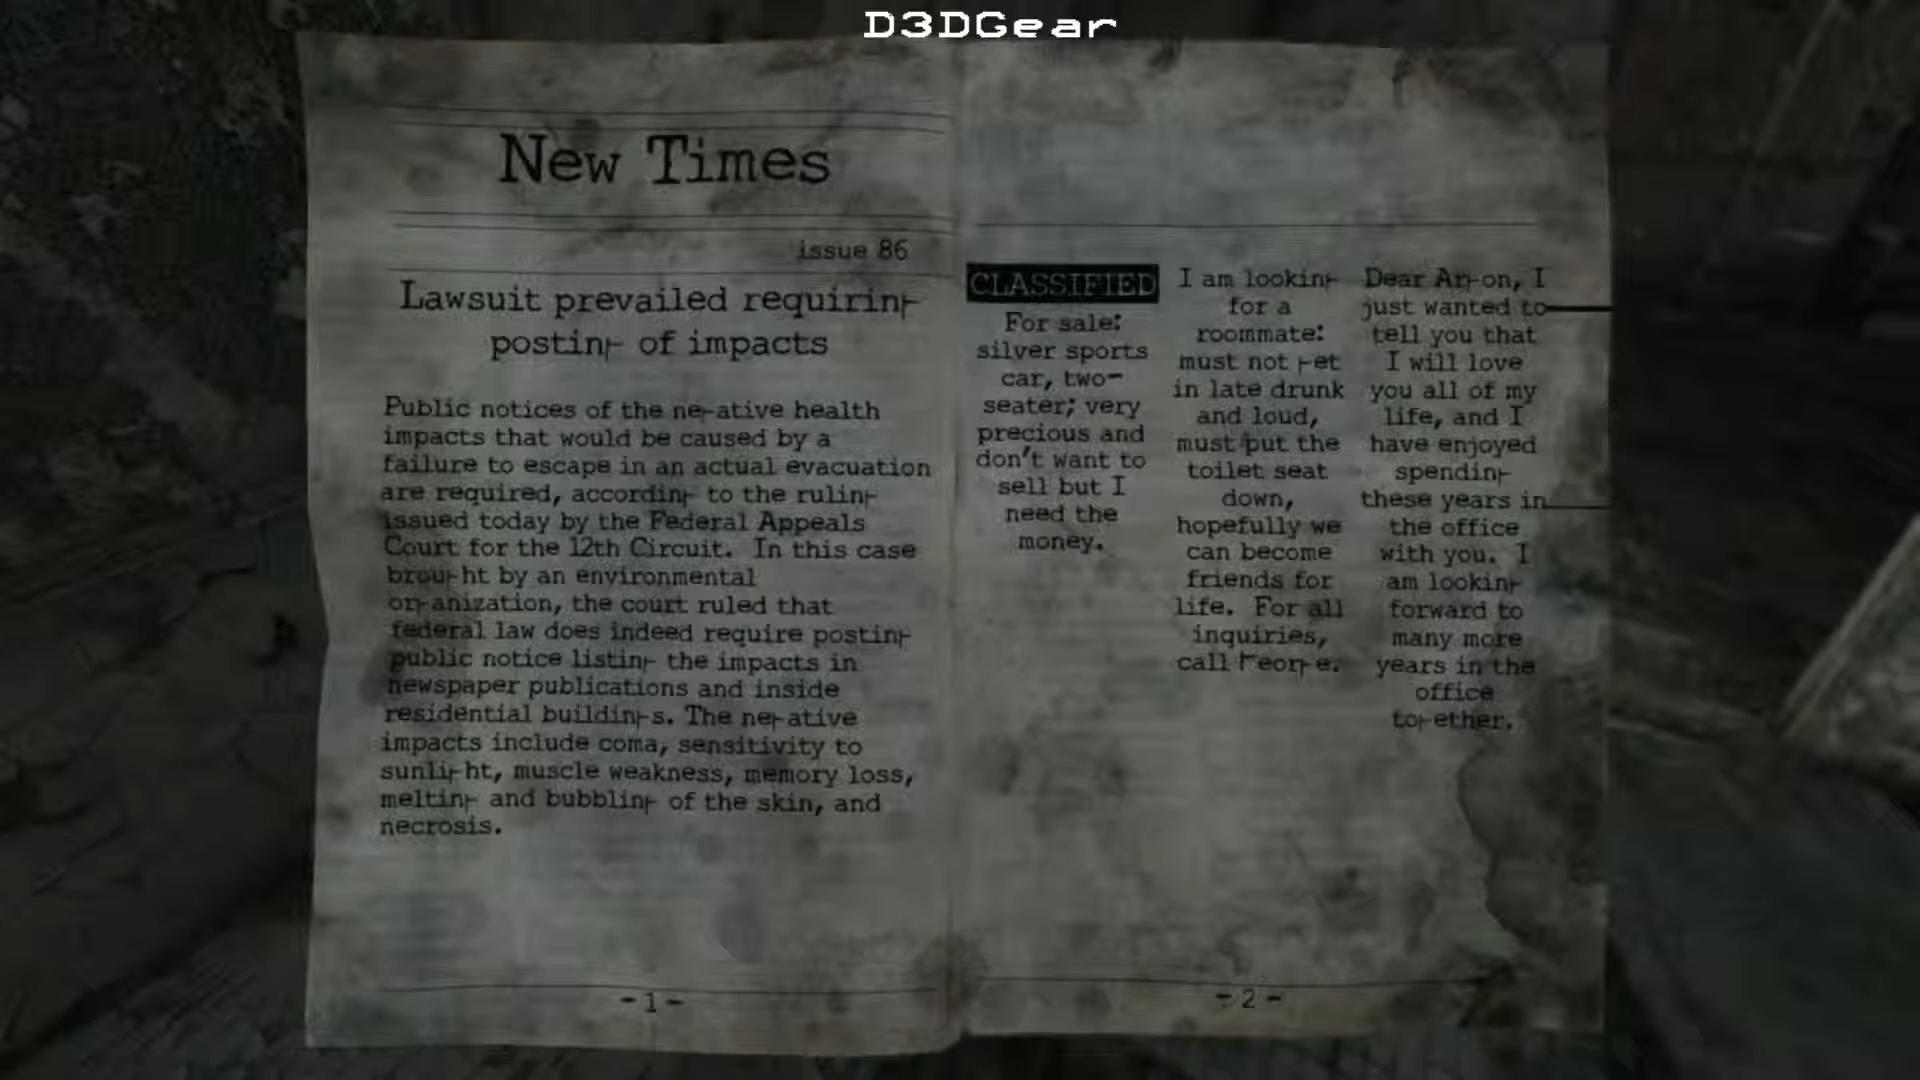 D3DGear
New Times
issue 86
Lawsuit prevailed requirin├
postin├ of impacts
Public notices of the ne├ative health
impacts that would be caused by a
failure to escape in an actual evacuation
are required, accordin├ to the rulin├
issued today by the Federal Appeals
Court for the 12th Circuit. In this case
brou├ht by an environmental
or├anization, the court ruled that
federal law does indeed require postin├
public notice listin├ the impacts in
newspaper publications and inside
residential buildin├s. The ne├ative
impacts include coma, sensitivity to
sunli├ht, muscle weakness, memory loss,
meltin├ and bubblin├ of the skin, and
necrosis.
-1-
CLASSIFIED
For sale:
silver sports
car, two-
seater; very
precious and
don't want to
sell but I
need the
money.
I am lookin├
for a
roommate:
must not ├et
in late drunk
and loud,
must put the
toilet seat
down,
hopefully we
can become
friends for
life. For all
inquiries,
call ├eor├e.
Dear Ar├on, I
just wanted to
tell you that
I will love
you all of my
life, and I
have enjoyed
spendin├
these years in
the office
with you. I
am lookin├
forward to
many more
years in the
office
to├ether.
-2-